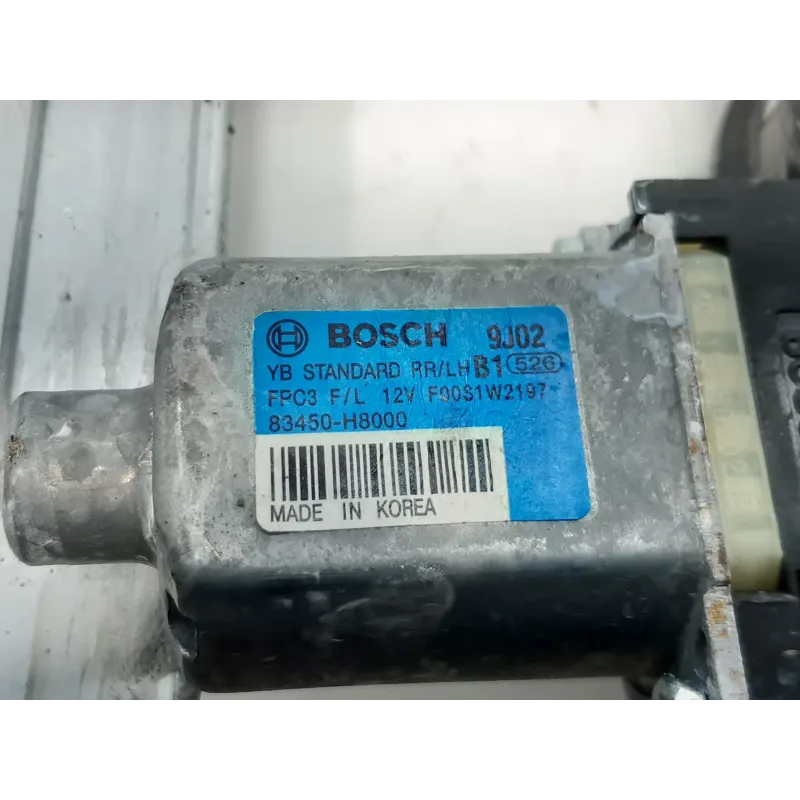 BOSCH 9J02
YB STANDARD RR/LH B1 526
FPC3 F/L 12V F00S1W2197
83450-H8000
MADE IN KOREA